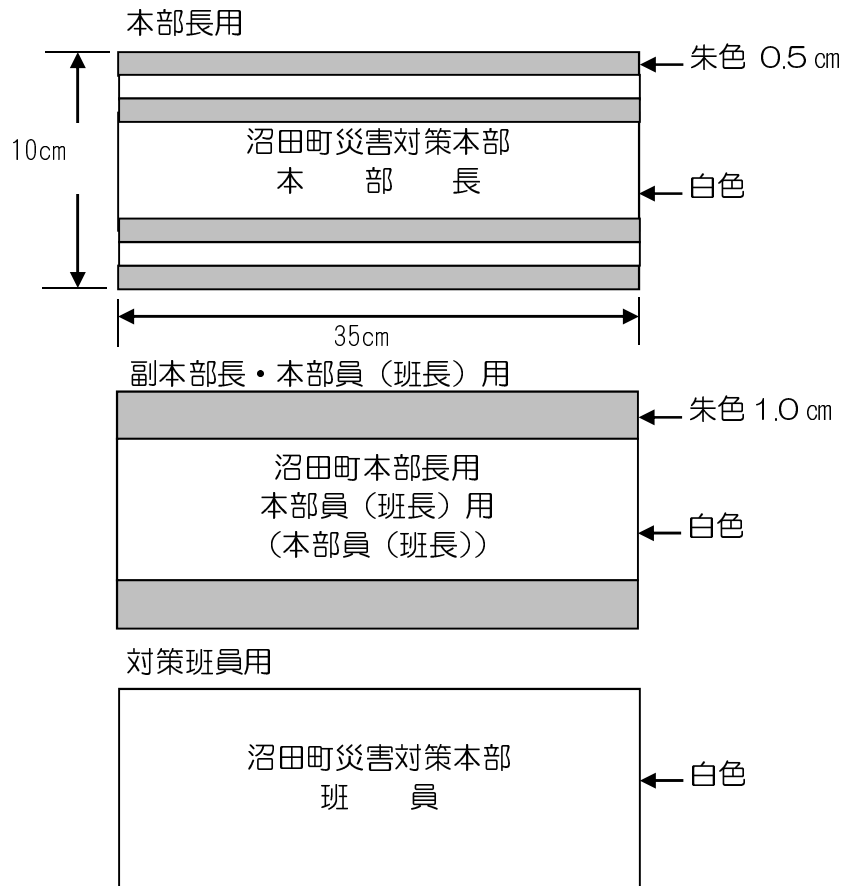 本部長用
朱色 0.5 cm
10cm
沼田町災害対策本部
本 部 長
白色
35cm
副本部長・本部員（班長）用
朱色 1.0 cm
沼田町本部長用
本部員（班長）用
（本部員（班長））
白色
対策班員用
沼田町災害対策本部
班 員
白色